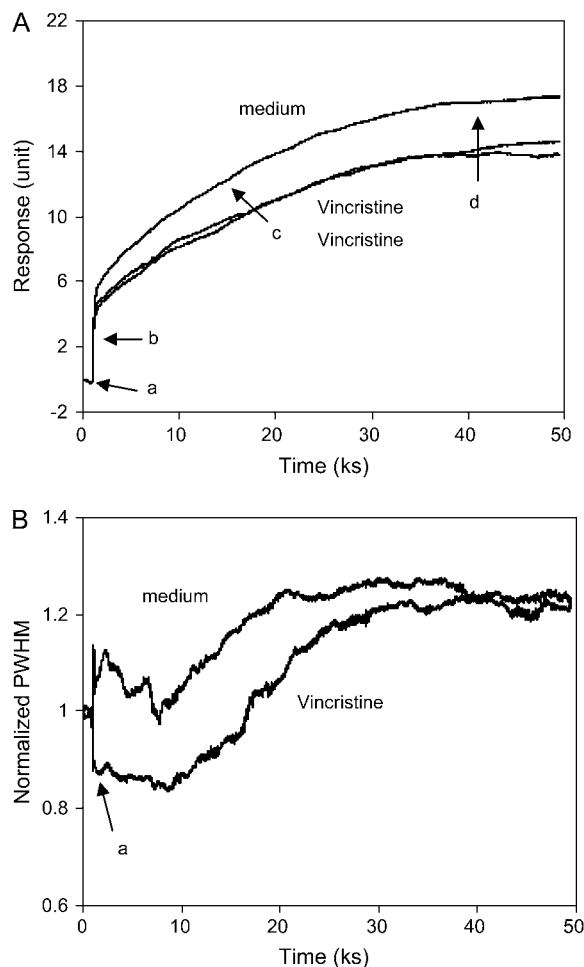 A
22
18
14
10
6
2
-2
Response (unit)
medium
Vincristine
Vincristine
c
d
b
a
0 10 20 30 40 50
Time (ks)
B
1.4
1.2
1
0.8
0.6
Normalized PWHM
medium
Vincristine
a
0 10 20 30 40 50
Time (ks)